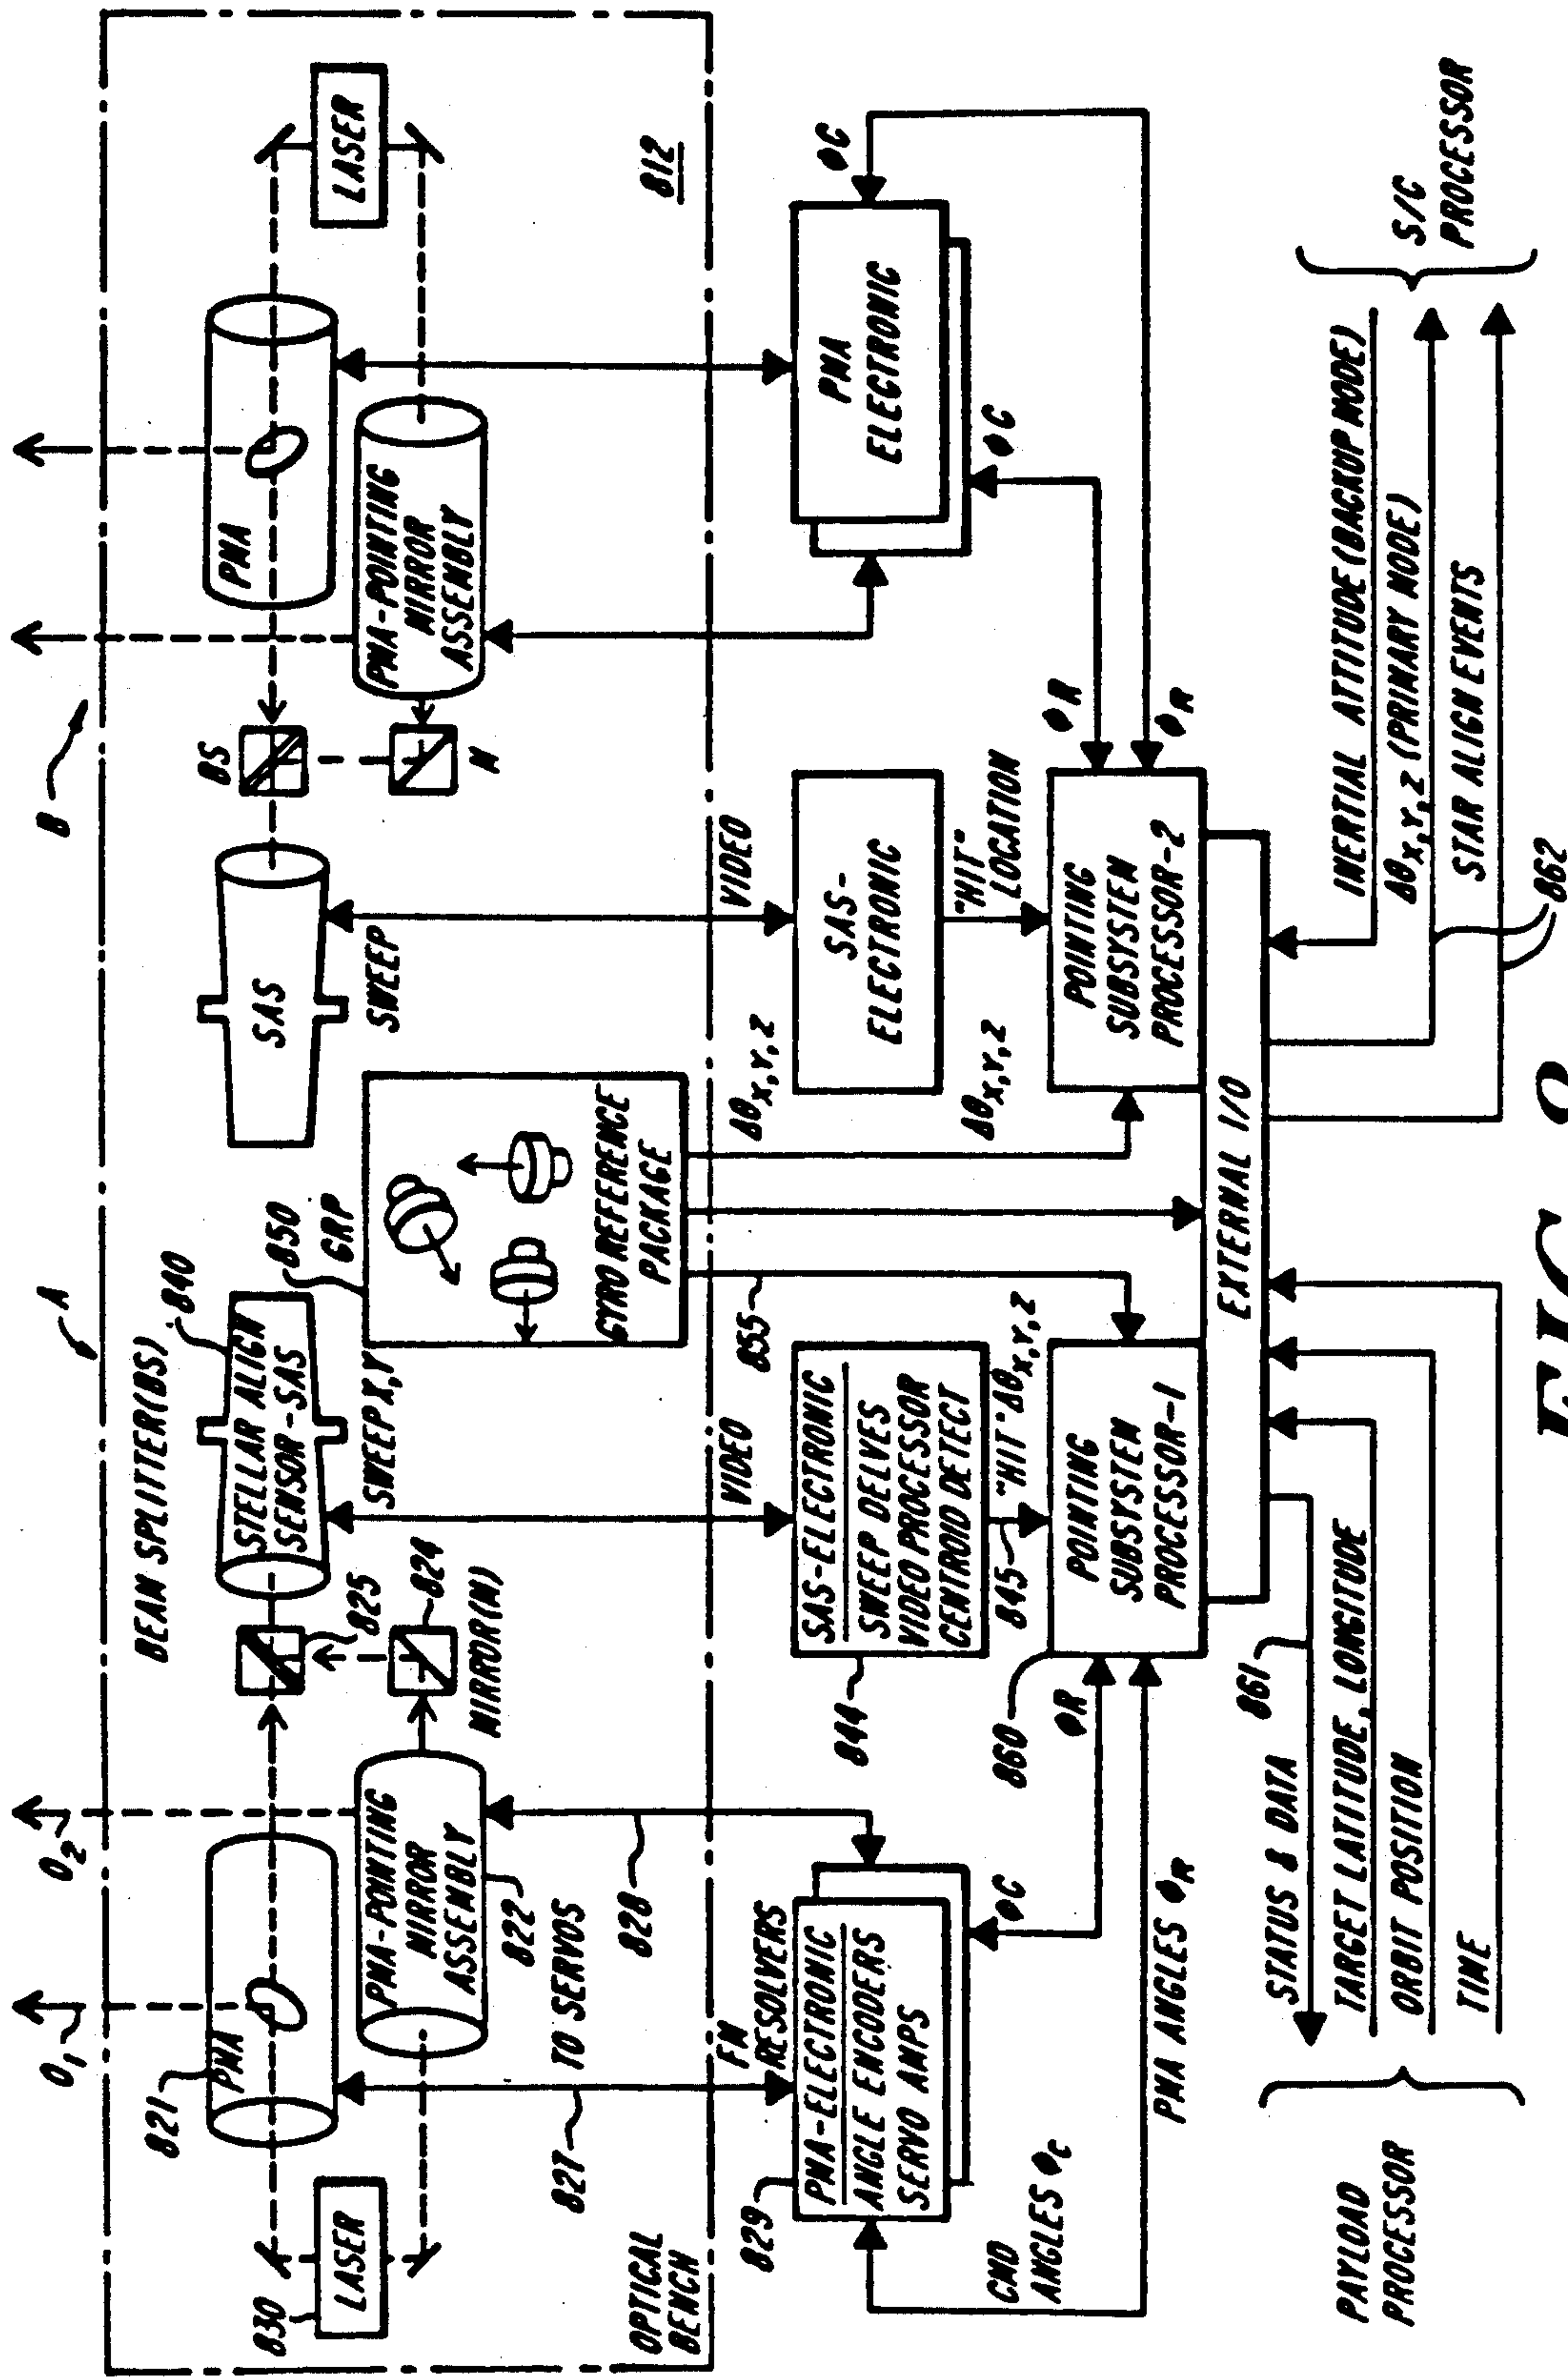 A
B
O1
O2
821
PMA
830
LASER
PMA-POINTING
MIRROR
ASSEMBLY
822
BEAM SPLITTER(BS)
825
824
MIRROR(M)
840
STELLAR ALIGN
SENSOR-SAS
SWEEP X,Y
850
GRP
GYRO REFERENCE
PACKAGE
SAS
SWEEP
BS
M
PMA
PMA-POINTING
MIRROR
ASSEMBLY
LASER
812
OPTICAL
BENCH
827
TO SERVOS
828
FM
RESOLVERS
VIDEO
855
Δθx,Y,Z
VIDEO
829
PMA-ELECTRONIC
ANGLE ENCODERS
SERVO AMPS
844
SAS-ELECTRONIC
SWEEP DELVES
VIDEO PROCESSOR
CENTROID DETECT
SAS-
ELECTRONIC
PMA
ELECTRONIC
ΦC
ΦC
ΦC
CMD
ANGLES ΦC
845
"HIT" Δθx,Y,Z
Δθx,Y,Z
"HIT"
LOCATION
860
ΦR
PMA ANGLES ΦR
POINTING
SUBSYSTEM
PROCESSOR-1
POINTING
SUBSYSTEM
PROCESSOR-2
ΦR
ΦR
EXTERNAL I/O
PAYLOAD
PROCESSOR
STATUS & DATA
861
TARGET LATITUDE, LONGITUDE
ORBIT POSITION
TIME
INERTIAL ATTITUDE (BACKUP MODE)
Δθx,Y,Z (PRIMARY MODE)
STAR ALIGN EVENTS
862
S/C
PROCESSOR